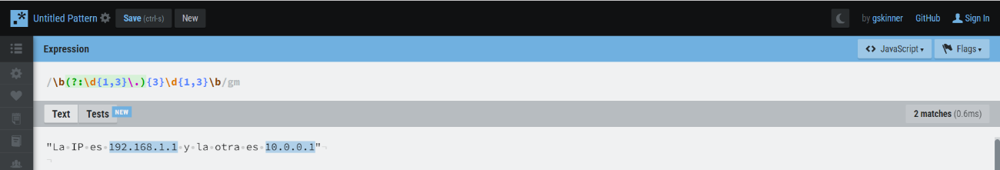 Untitled Pattern Save (ctrl-s) New by gskinner GitHub Sign In
Expression JavaScript Flags
/\b(?:\d{1,3}\.){3}\d{1,3}\b/gm
Text Tests NEW 2 matches (0.6ms)
"La IP es 192.168.1.1 y la otra es 10.0.0.1"